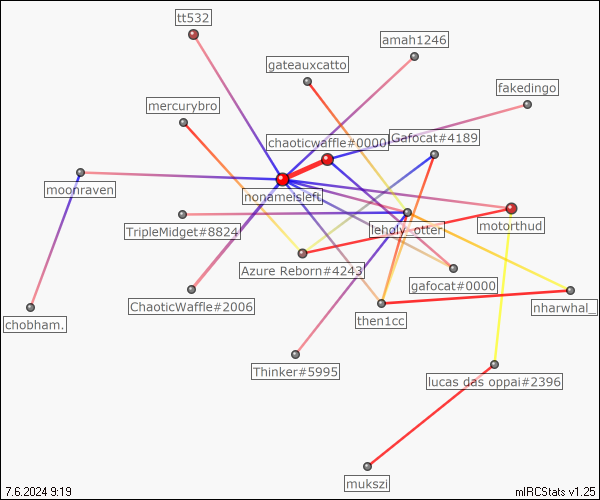 tt532
amah1246
gateauxcatto
fakedingo
mercurybro
chaoticwaffle#0000
Gafocat#4189
moonraven
nonameisleft
TripleMidget#8824
leholy_otter
motorthud
Azure Reborn#4243
gafocat#0000
ChaoticWaffle#2006
nharwhal_
chobham.
then1cc
Thinker#5995
lucas das oppai#2396
mukszi
7.6.2024 9:19
mIRCStats v1.25